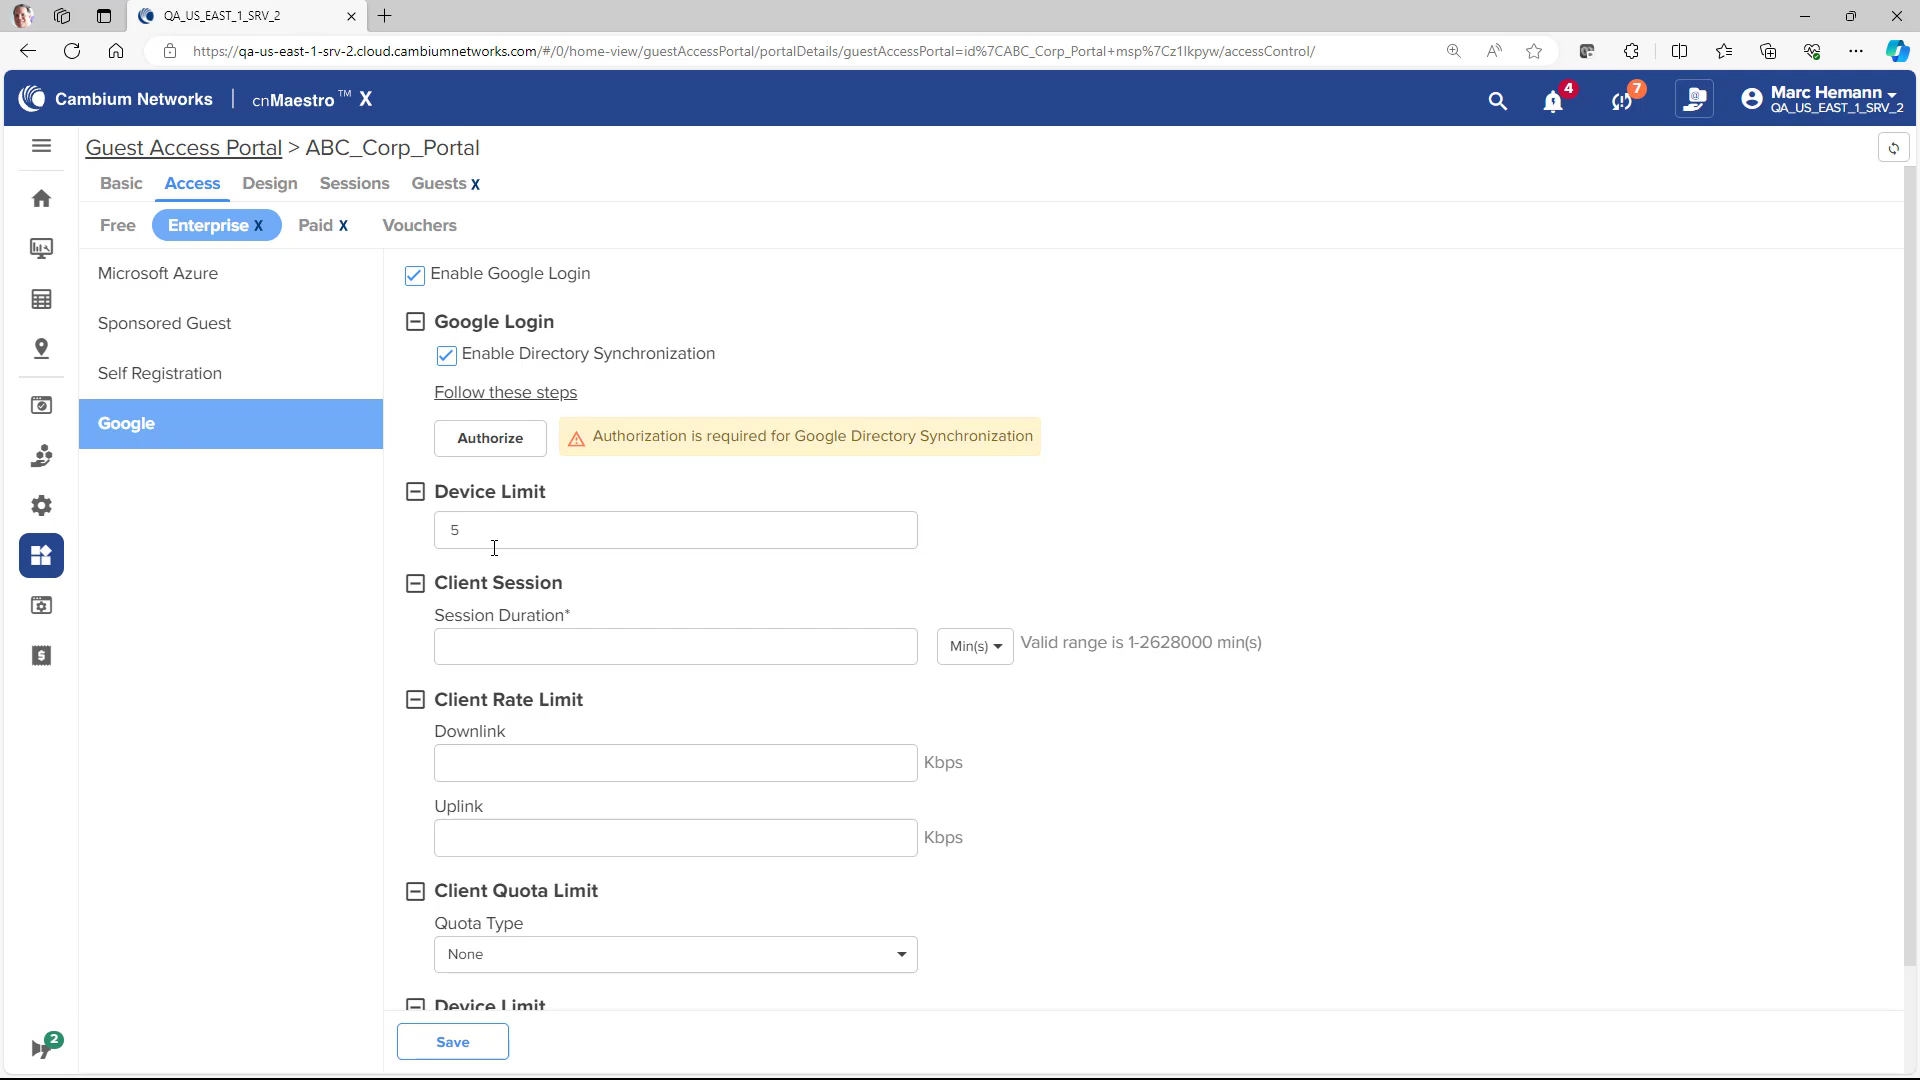 QA_US_EAST_1_SRV_2
https://qa-us-east-1-srv-2.cloud.cambiumnetworks.com/#/0/home-view/guestAccessPortal/portalDetails/guestAccessPortal=id%7CABC_Corp_Portal+msp%7Cz1lkpyw/accessControl/
Cambium Networks | cnMaestro™ X
4
7
Marc Hemann
QA_US_EAST_1_SRV_2
Guest Access Portal > ABC_Corp_Portal
Basic Access Design Sessions Guests X
Free Enterprise X Paid X Vouchers
Microsoft Azure
Sponsored Guest
Self Registration
Google
Enable Google Login
Google Login
Enable Directory Synchronization
Follow these steps
Authorize
Authorization is required for Google Directory Synchronization
Device Limit
5
Client Session
Session Duration*
Min(s)
Valid range is 1-2628000 min(s)
Client Rate Limit
Downlink
Kbps
Uplink
Kbps
Client Quota Limit
Quota Type
None
Device Limit
Save
2